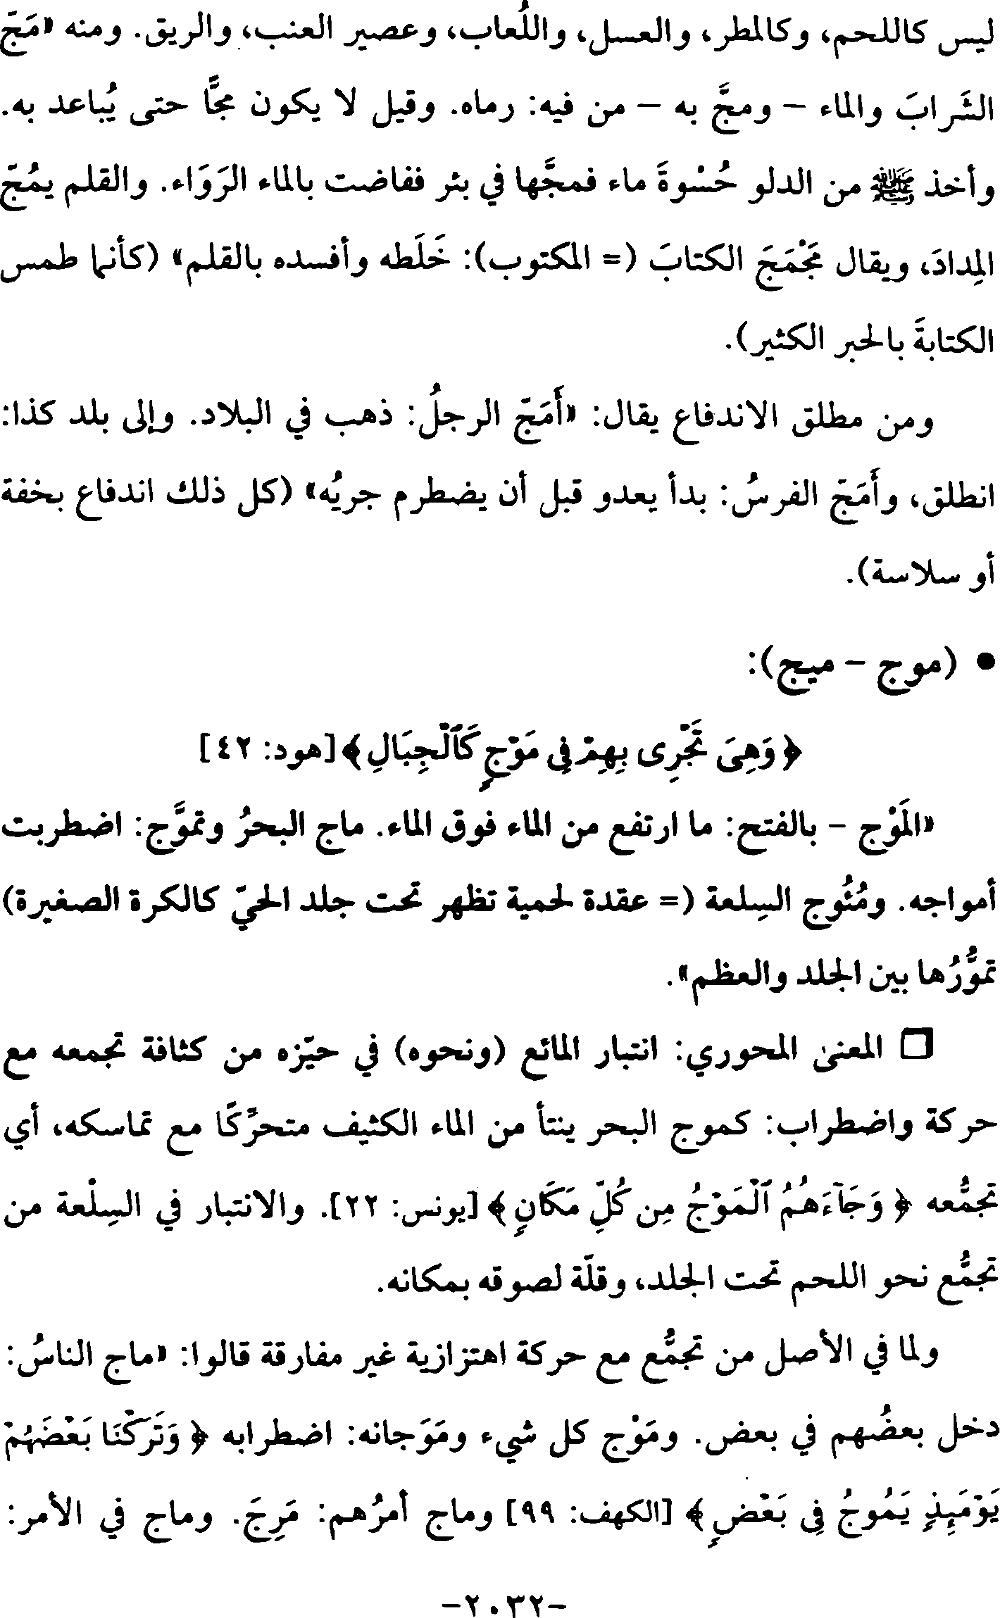 ليس كاللحم، وكالمطر، والعسل، واللُعاب، وعصير العنب، والريق. ومنه «مَجّ
الشَرابَ والماء – ومجَّ به – من فيه: رماه. وقيل لا يكون مجًّا حتى يُباعد به.
وأخذ ﷺ من الدلو حُسْوةَ ماء فمجَّها في بئر ففاضت بالماء الرَوَاء. والقلم يمُجّ
المِدادَ، ويقال مَجْمَجَ الكتابَ (= المكتوب): خَلَطه وأفسده بالقلم» (كأنما طمس
الكتابةَ بالحبر الكثير).
ومن مطلق الاندفاع يقال: «أَمَجّ الرجلُ: ذهب في البلاد. وإلى بلد كذا:
انطلق، وأَمَجّ الفرسُ: بدأ يعدو قبل أن يضطرم جريُه» (كل ذلك اندفاع بخفة
أو سلاسة).
• (موج – ميج):
﴿وَهِيَ تَجْرِى بِهِمْ فِى مَوْجٍ كَٱلْجِبَالِ﴾ [هود: ٤٢]
«المَوْج – بالفتح: ما ارتفع من الماء فوق الماء. ماج البحرُ وتموَّج: اضطربت
أمواجه. ومُئُوج السِلعة (= عقدة لحمية تظهر تحت جلد الحيّ كالكرة الصغيرة)
تموُّرُها بين الجلد والعظم».
❏ المعنى المحوري: انتبار المائع (ونحوه) في حيّزه من كثافة تجمعه مع
حركة واضطراب: كموج البحر ينتأ من الماء الكثيف متحرِّكًا مع تماسكه، أي
تجمُّعه ﴿وَجَآءَهُمُ ٱلْمَوْجُ مِن كُلِّ مَكَانٍ﴾ [يونس: ٢٢]. والانتبار في السِلْعة من
تجمُّع نحو اللحم تحت الجلد، وقلّة لصوقه بمكانه.
ولما في الأصل من تجمُّع مع حركة اهتزازية غير مفارقة قالوا: «ماج الناسُ:
دخل بعضُهم في بعض. ومَوْج كل شيء ومَوَجانه: اضطرابه ﴿وَتَرَكْنَا بَعْضَهُمْ
يَوْمَئِذٍ يَمُوجُ فِى بَعْضٍ﴾ [الكهف: ٩٩] وماج أمرُهم: مَرِجَ. وماج في الأمر:
-٢٠٣٢-